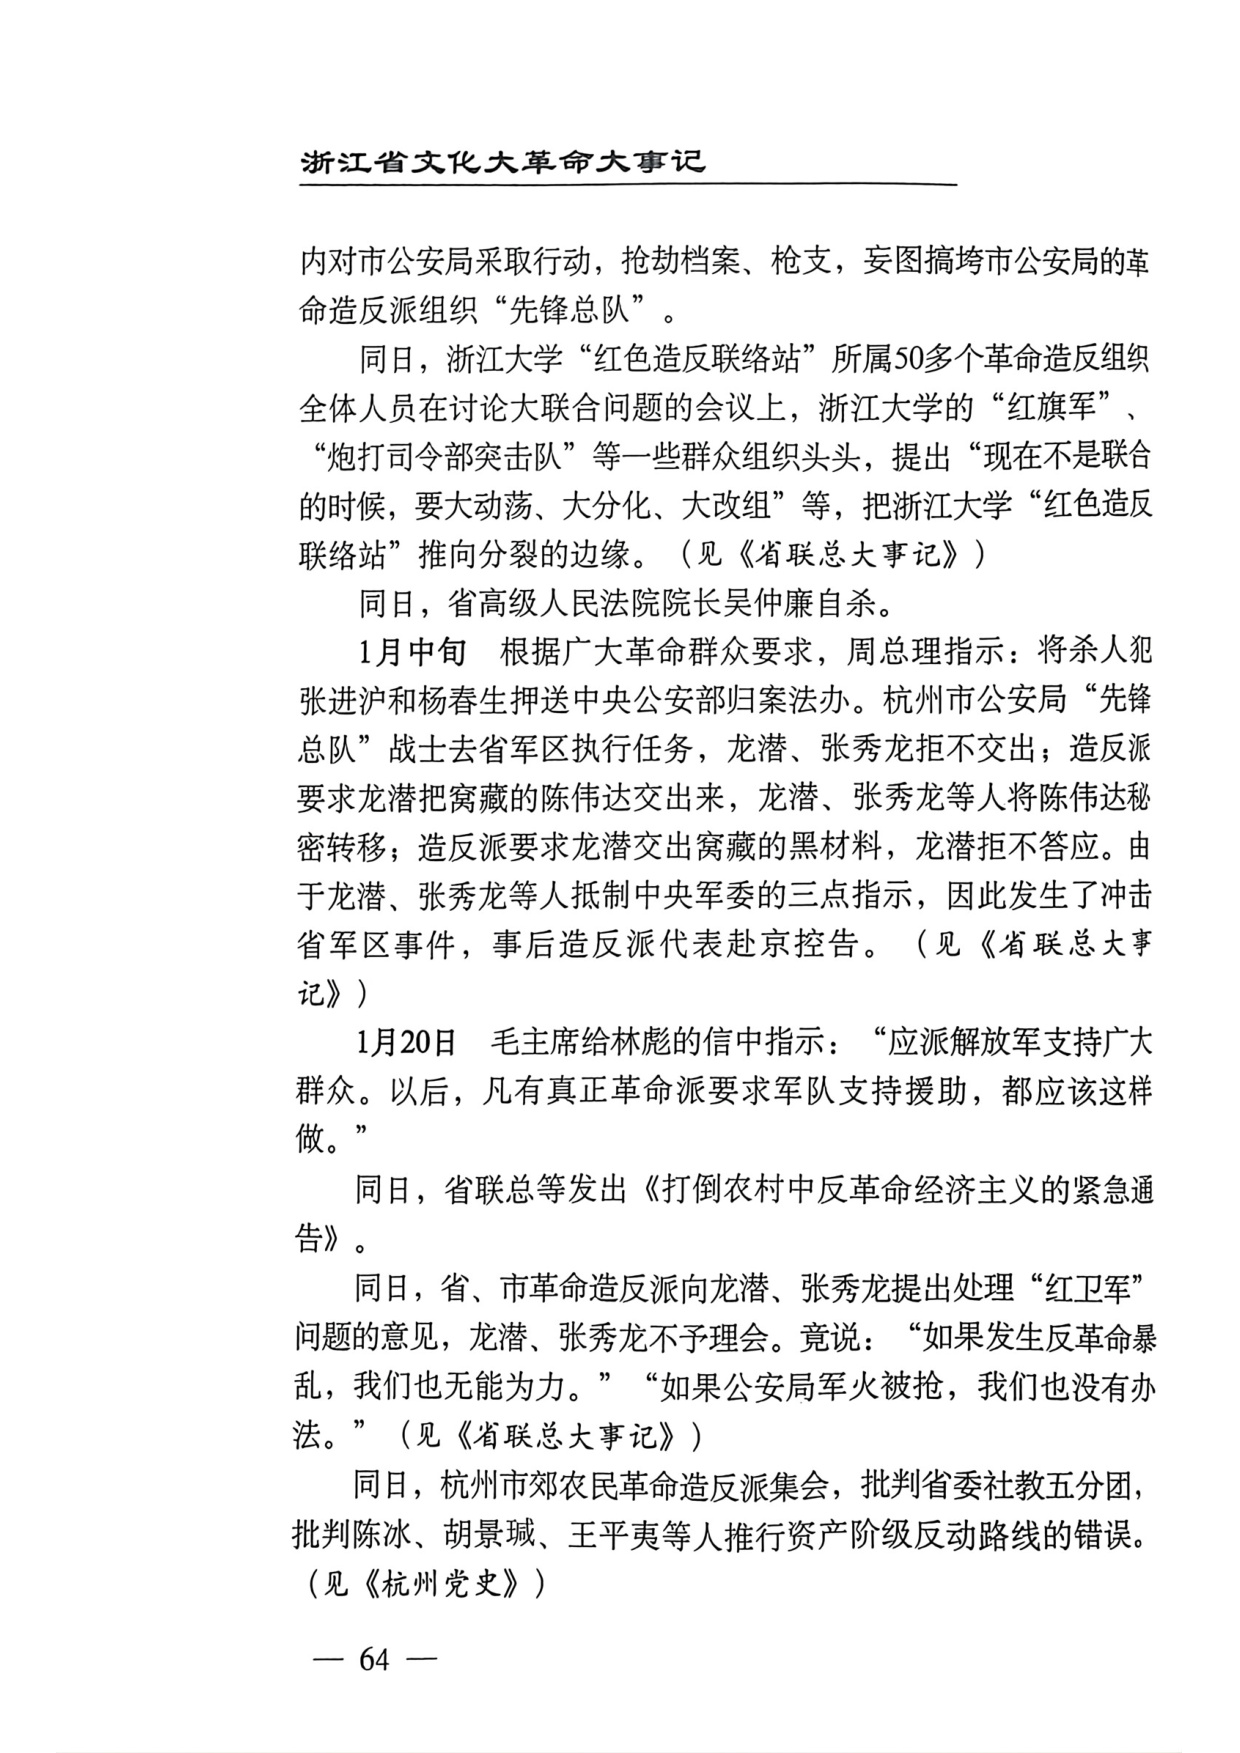 浙江省文化大革命大事记
内对市公安局采取行动，抢劫档案、枪支，妄图搞垮市公安局的革
命造反派组织“先锋总队”。
同日，浙江大学“红色造反联络站”所属50多个革命造反组织
全体人员在讨论大联合问题的会议上，浙江大学的“红旗军”、
“炮打司令部突击队”等一些群众组织头头，提出“现在不是联合
的时候，要大动荡、大分化、大改组”等，把浙江大学“红色造反
联络站”推向分裂的边缘。（见《省联总大事记》）
同日，省高级人民法院院长吴仲廉自杀。
1月中旬　根据广大革命群众要求，周总理指示：将杀人犯
张进沪和杨春生押送中央公安部归案法办。杭州市公安局“先锋
总队”战士去省军区执行任务，龙潜、张秀龙拒不交出；造反派
要求龙潜把窝藏的陈伟达交出来，龙潜、张秀龙等人将陈伟达秘
密转移；造反派要求龙潜交出窝藏的黑材料，龙潜拒不答应。由
于龙潜、张秀龙等人抵制中央军委的三点指示，因此发生了冲击
省军区事件，事后造反派代表赴京控告。（见《省联总大事
记》）
1月20日　毛主席给林彪的信中指示：“应派解放军支持广大
群众。以后，凡有真正革命派要求军队支持援助，都应该这样
做。”
同日，省联总等发出《打倒农村中反革命经济主义的紧急通
告》。
同日，省、市革命造反派向龙潜、张秀龙提出处理“红卫军”
问题的意见，龙潜、张秀龙不予理会。竟说：“如果发生反革命暴
乱，我们也无能为力。”“如果公安局军火被抢，我们也没有办
法。”（见《省联总大事记》）
同日，杭州市郊农民革命造反派集会，批判省委社教五分团，
批判陈冰、胡景瑊、王平夷等人推行资产阶级反动路线的错误。
（见《杭州党史》）
— 64 —